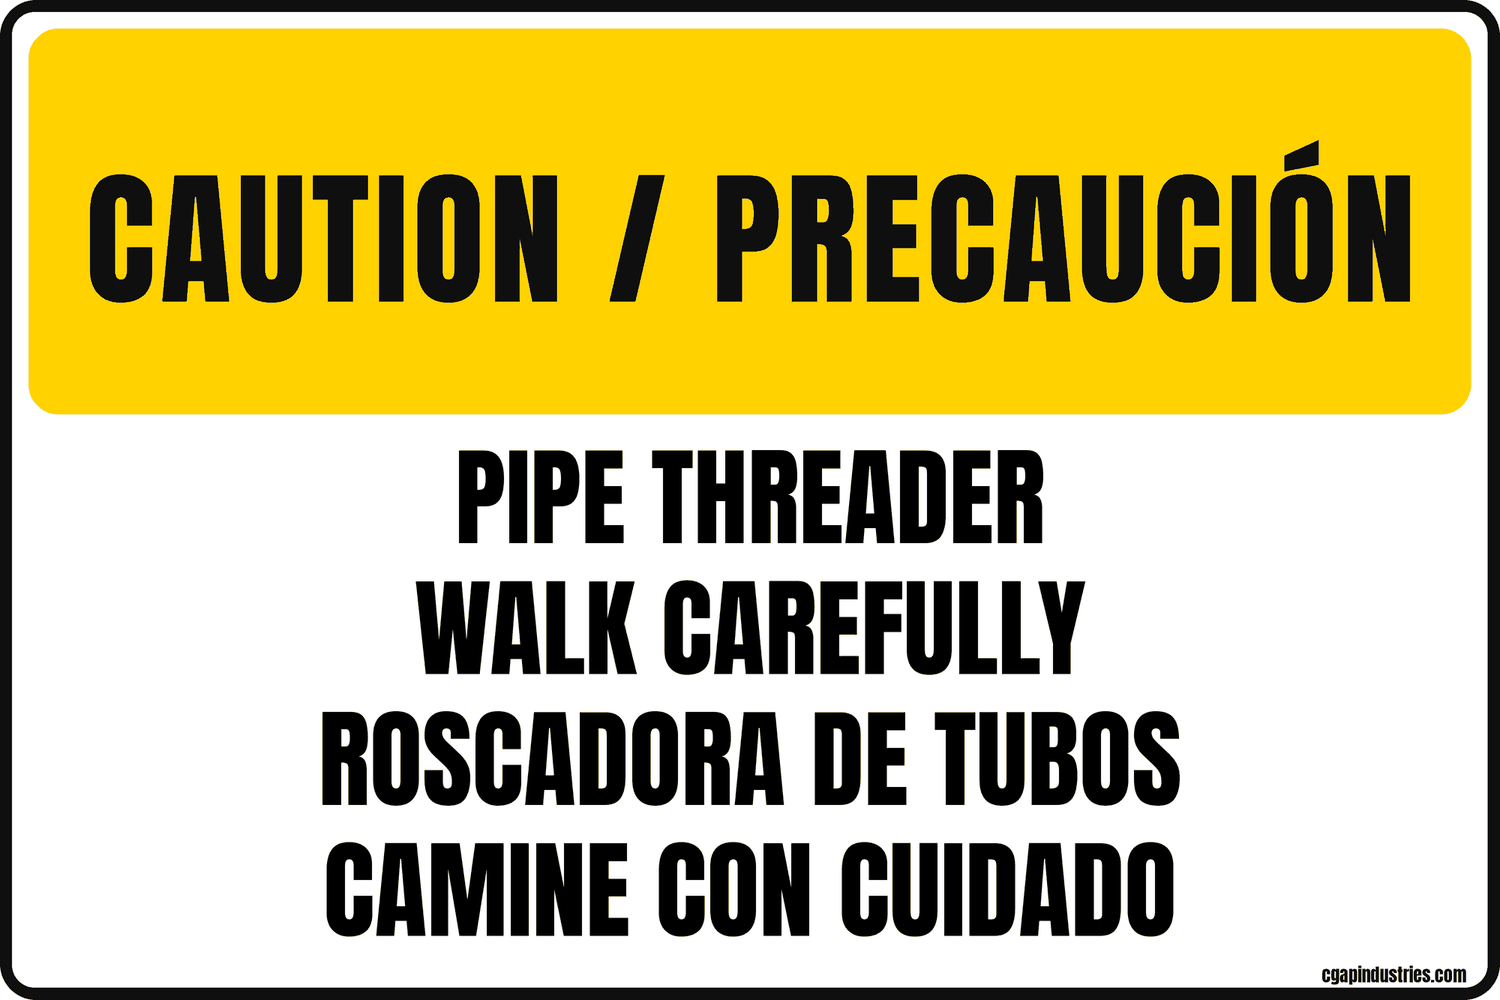 CAUTION / PRECAUCIÓN
PIPE THREADER
WALK CAREFULLY
ROSCADORA DE TUBOS
CAMINE CON CUIDADO
cgapindustries.com